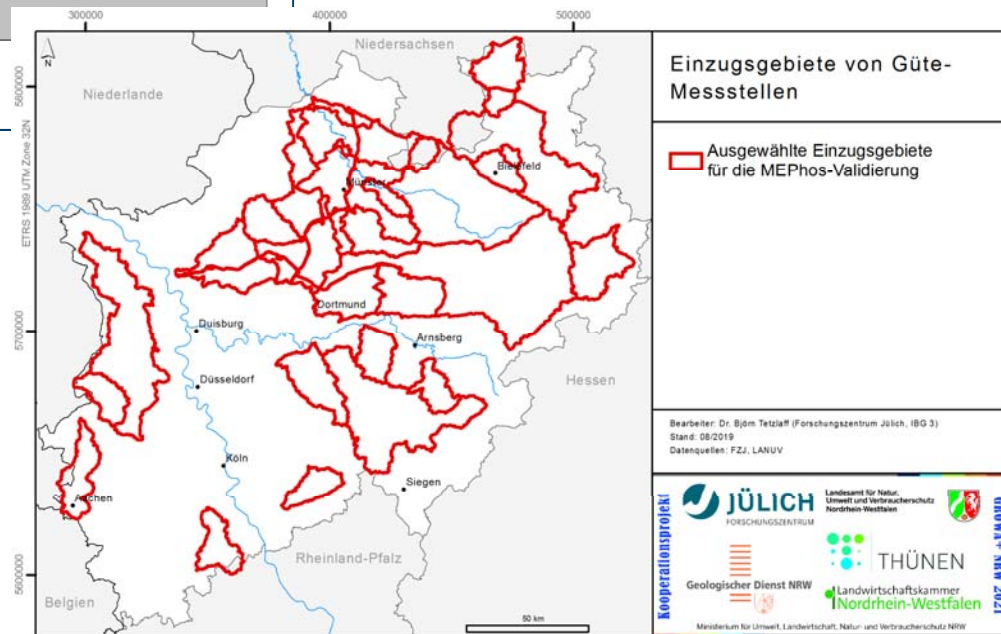 300000
400000
500000
5800000
5700000
5600000
ETRS 1989 UTM Zone 32N
N
Niedersachsen
Niederlande
Bielefeld
Münster
Dortmund
Duisburg
Arnsberg
Düsseldorf
Hessen
Köln
Siegen
Aachen
Rheinland-Pfalz
Belgien
50 km
Einzugsgebiete von Güte-
Messstellen
Ausgewählte Einzugsgebiete
für die MEPhos-Validierung
Bearbeiter: Dr. Björn Tetzlaff (Forschungszentrum Jülich, IBG 3)
Stand: 08/2019
Datenquellen: FZJ, LANUV
Kooperationsprojekt
GROWA+ NRW 2021
JÜLICH
FORSCHUNGSZENTRUM
Landesamt für Natur,
Umwelt und Verbraucherschutz
Nordrhein-Westfalen
Geologischer Dienst NRW
THÜNEN
Landwirtschaftskammer
Nordrhein-Westfalen
Ministerium für Umwelt, Landwirtschaft, Natur- und Verbraucherschutz NRW